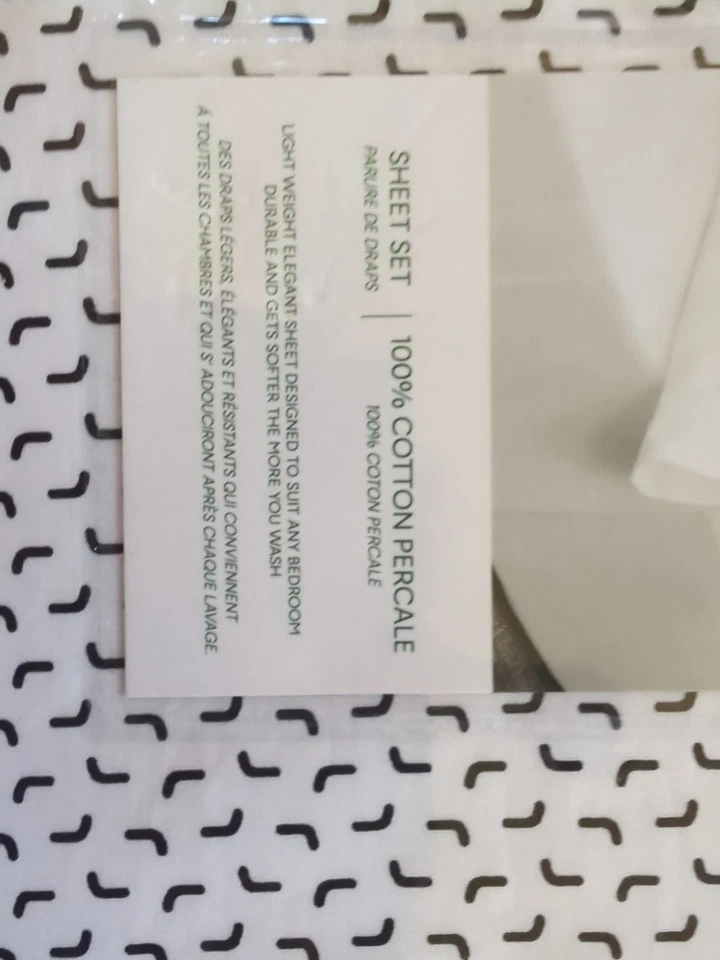 SHEET SET | 100% COTTON PERCALE
PARURE DE DRAPS 100% COTON PERCALE
LIGHT WEIGHT ELEGANT SHEET DESIGNED TO SUIT ANY BEDROOM
DURABLE AND GETS SOFTER THE MORE YOU WASH
DES DRAPS LÉGERS, ÉLÉGANTS ET RÉSISTANTS QUI CONVIENNENT
Á TOUTES LES CHAMBRES ET QUI S' ADOUCIRONT APRÈS CHAQUE LAVAGE.